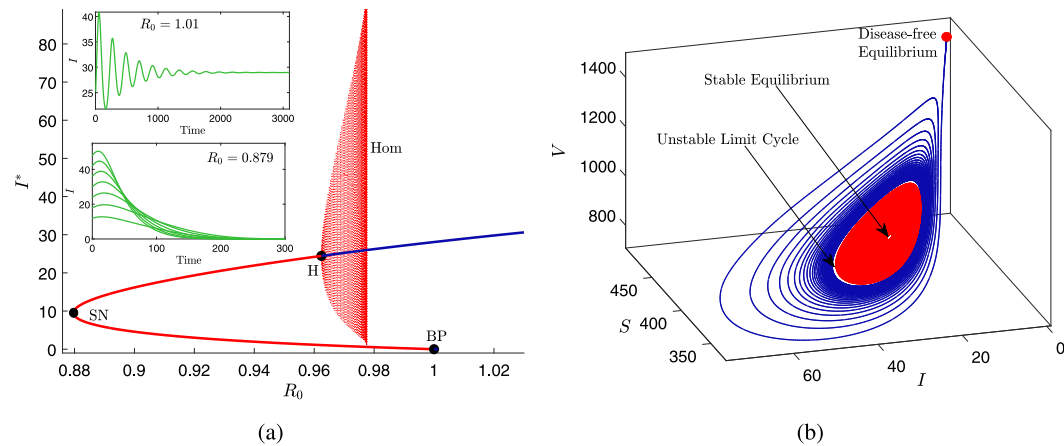 R₀ = 1.01
I
40
35
30
25
0
1000
2000
3000
Time
R₀ = 0.879
I
40
20
0
0
100
200
300
Time
I*
80
70
60
50
40
30
20
10
0
Hom
H
SN
BP
0.88
0.9
0.92
0.94
0.96
0.98
1
1.02
R₀
(a)
Disease-free
Equilibrium
Stable Equilibrium
Unstable Limit Cycle
V
1400
1200
1000
800
450
400
350
S
60
40
20
0
I
(b)